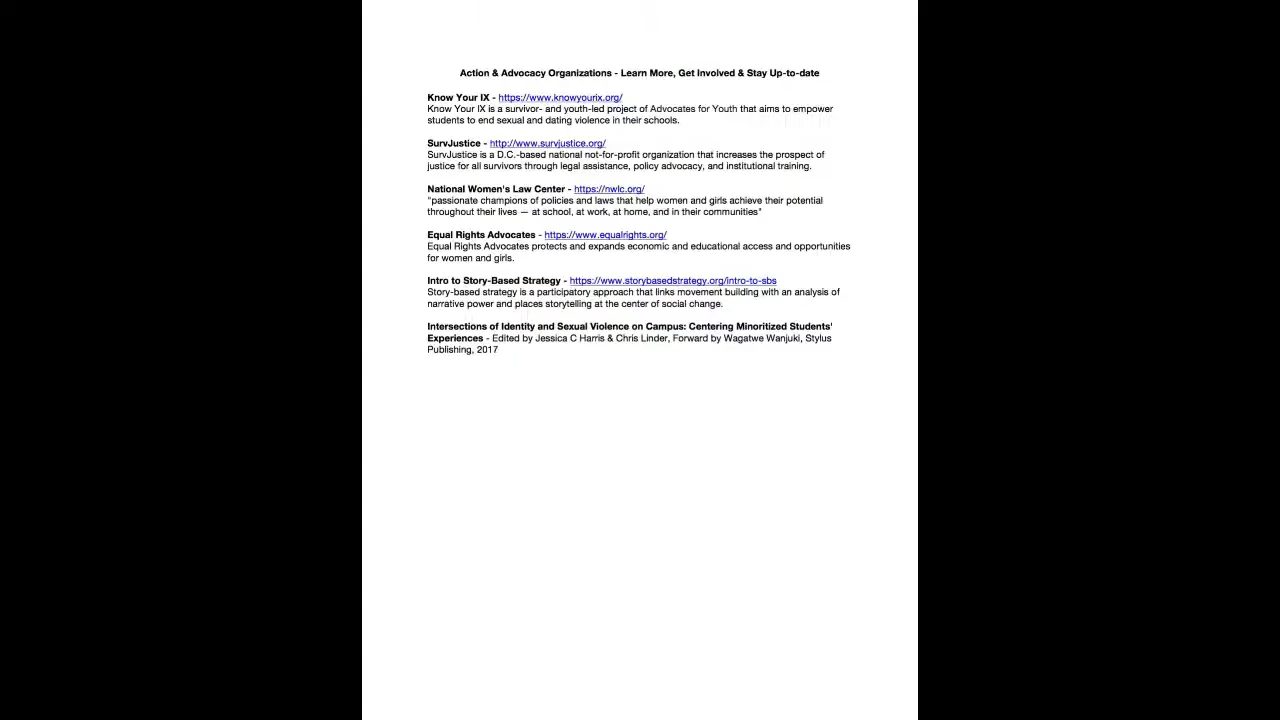 Action & Advocacy Organizations - Learn More, Get Involved & Stay Up-to-date
Know Your IX - https://www.knowyourix.org/
Know Your IX is a survivor- and youth-led project of Advocates for Youth that aims to empower
students to end sexual and dating violence in their schools.
SurvJustice - http://www.survjustice.org/
SurvJustice is a D.C.-based national not-for-profit organization that increases the prospect of
justice for all survivors through legal assistance, policy advocacy, and institutional training.
National Women's Law Center - https://nwlc.org/
"passionate champions of policies and laws that help women and girls achieve their potential
throughout their lives — at school, at work, at home, and in their communities"
Equal Rights Advocates - https://www.equalrights.org/
Equal Rights Advocates protects and expands economic and educational access and opportunities
for women and girls.
Intro to Story-Based Strategy - https://www.storybasedstrategy.org/intro-to-sbs
Story-based strategy is a participatory approach that links movement building with an analysis of
narrative power and places storytelling at the center of social change.
Intersections of Identity and Sexual Violence on Campus: Centering Minoritized Students'
Experiences - Edited by Jessica C Harris & Chris Linder, Forward by Wagatwe Wanjuki, Stylus
Publishing, 2017